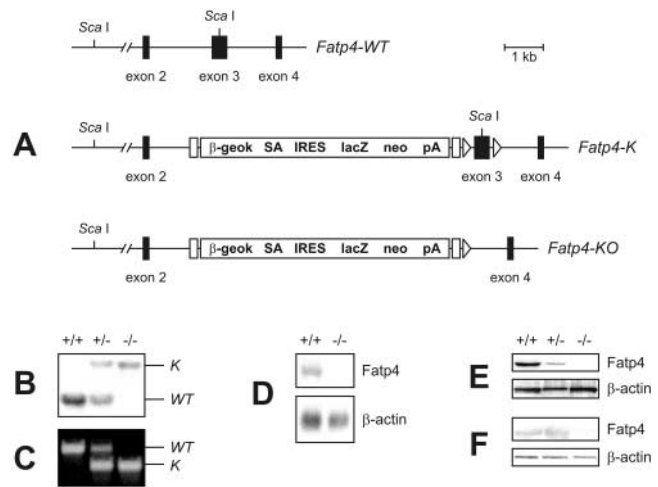 Sca I
Sca I
Fatp4-WT
1 kb
exon 2
exon 3
exon 4
A
Sca I
Sca I
β-geok SA IRES lacZ neo pA
Fatp4-K
exon 2
exon 3
exon 4
Sca I
β-geok SA IRES lacZ neo pA
Fatp4-KO
exon 2
exon 4
B
+/+ +/- -/-
K
WT
C
WT
K
D
+/+ -/-
Fatp4
β-actin
E
+/+ +/- -/-
Fatp4
β-actin
F
Fatp4
β-actin